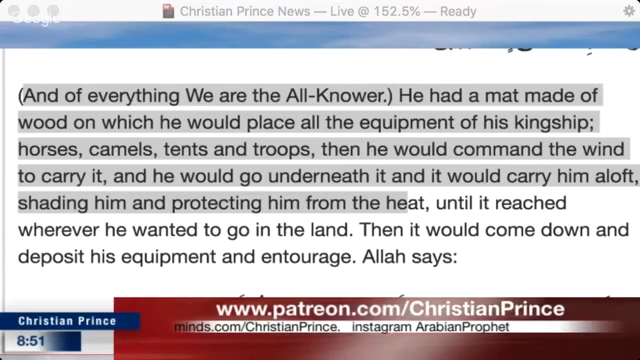 Christian Prince News — Live @ 152.5% — Ready
Google
(And of everything We are the All-Knower.) He had a mat made of
wood on which he would place all the equipment of his kingship;
horses, camels, tents and troops, then he would command the wind
to carry it, and he would go underneath it and it would carry him aloft,
shading him and protecting him from the heat, until it reached
wherever he wanted to go in the land. Then it would come down and
deposit his equipment and entourage. Allah says:
www.patreon.com/ChristianPrince
Christian Prince
minds.com/ChristianPrince. instagram ArabianProphet
8:51